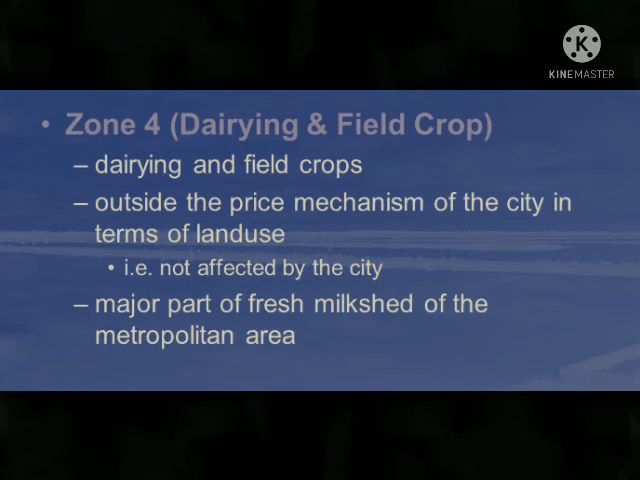 KINEMASTER
• Zone 4 (Dairying & Field Crop)
– dairying and field crops
– outside the price mechanism of the city in
terms of landuse
• i.e. not affected by the city
– major part of fresh milkshed of the
metropolitan area